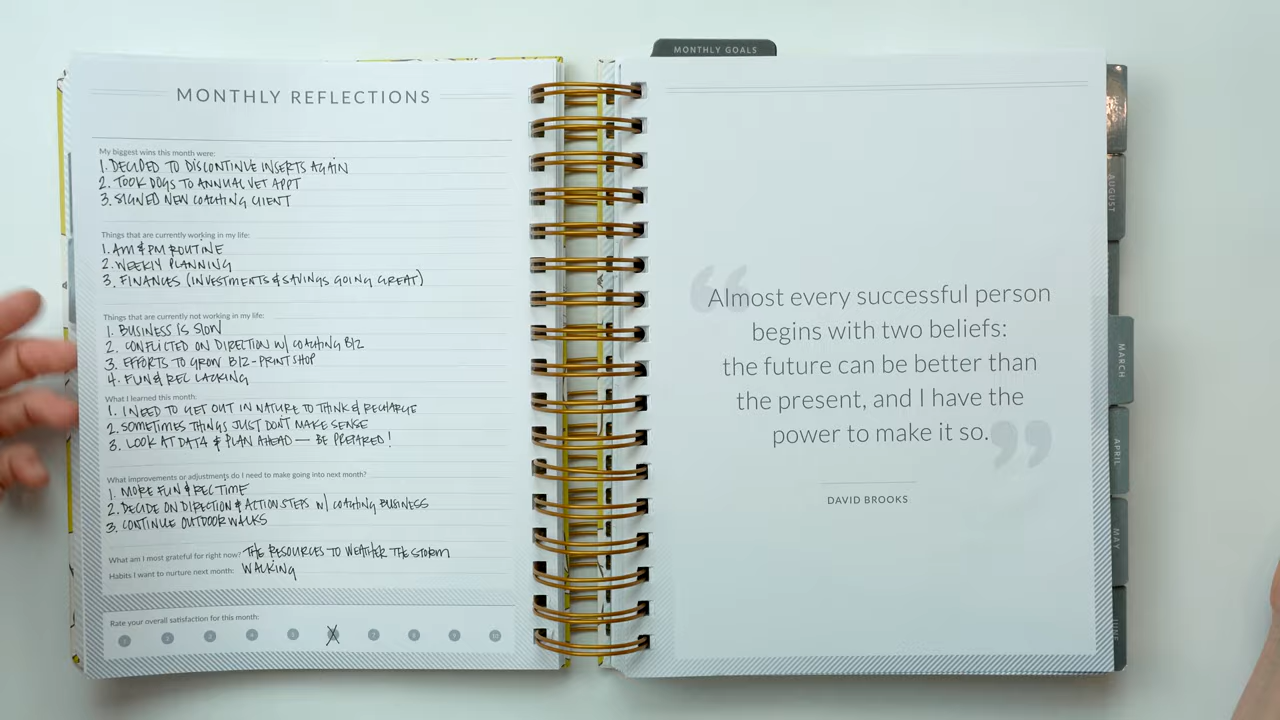 MONTHLY REFLECTIONS
My biggest wins this month were:
1. DECIDED TO DISCONTINUE INSERTS AGAIN
2. TOOK DOGS TO ANNUAL VET APPT
3. SIGNED NEW COACHING CLIENT
Things that are currently working in my life:
1. AM & PM ROUTINE
2. WEEKLY PLANNING
3. FINANCES (INVESTMENTS & SAVINGS GOING GREAT)
Things that are currently not working in my life:
1. BUSINESS IS SLOW
2. CONFLICTED ON DIRECTION W/ COACHING BIZ
3. EFFORTS TO GROW BIZ - PRINT SHOP
4. FUN & REC LACKING
What I learned this month:
1. I NEED TO GET OUT IN NATURE TO THINK & RECHARGE
2. SOMETIMES THINGS JUST DON'T MAKE SENSE
3. LOOK AT DATA & PLAN AHEAD — BE PREPARED!
What improvements or adjustments do I need to make going into next month?
1. MORE FUN & REC TIME
2. DECIDE ON DIRECTION & ACTION STEPS W/ COACHING BUSINESS
3. CONTINUE OUTDOOR WALKS
What am I most grateful for right now? THE RESOURCES TO WEATHER THE STORM
Habits I want to nurture next month: WALKING
Rate your overall satisfaction for this month:
1 2 3 4 5 X 7 8 9 10
MONTHLY GOALS
“Almost every successful person
begins with two beliefs:
the future can be better than
the present, and I have the
power to make it so.”
DAVID BROOKS
AUGUST
MARCH
APRIL
MAY
JUNE